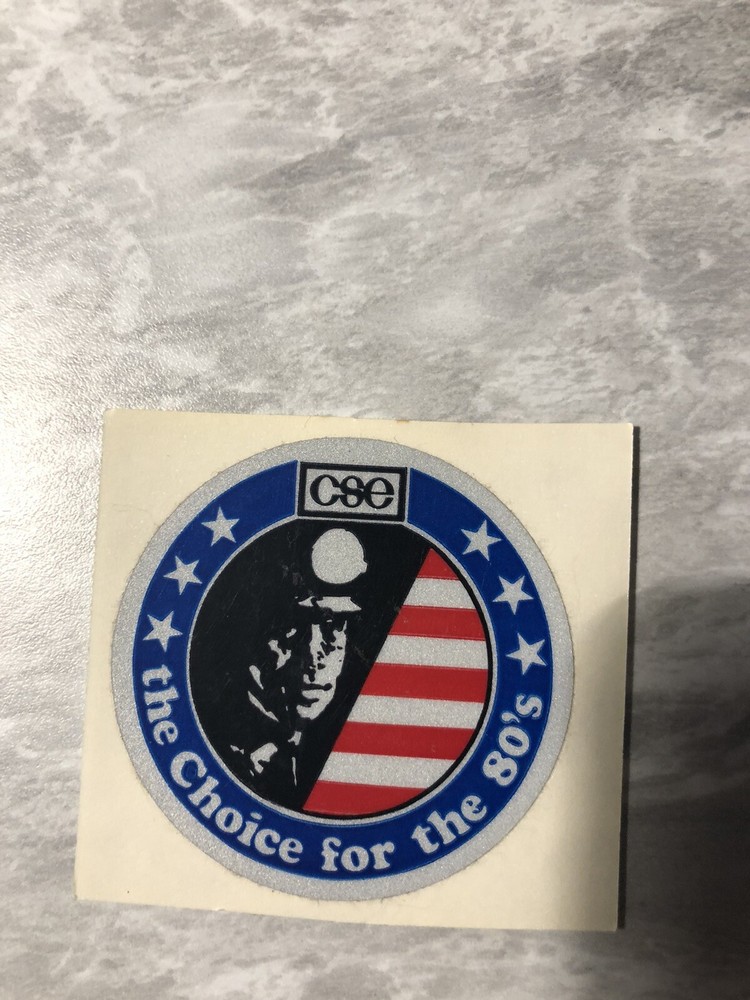 cse
the Choice for the 80's